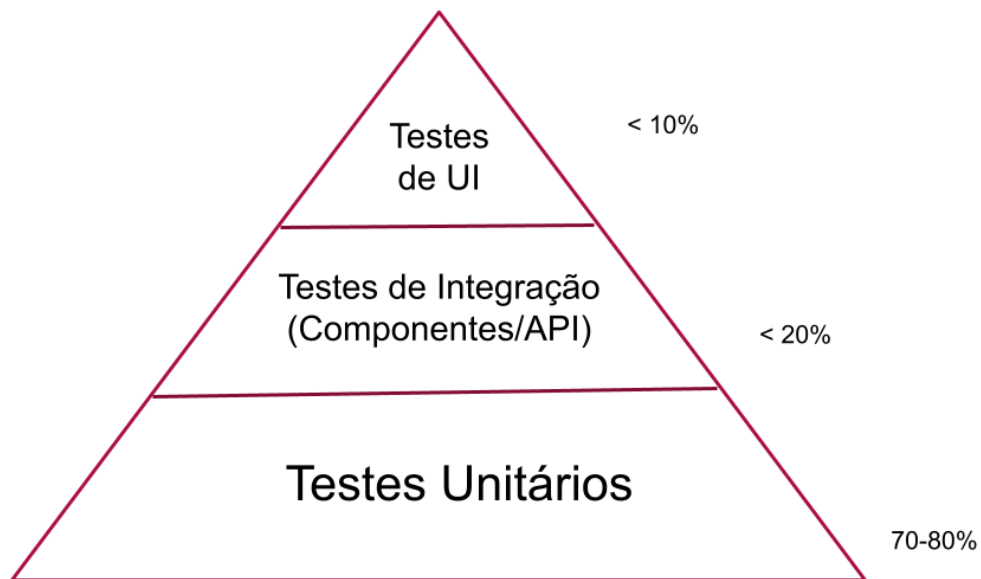 Testes
de UI
< 10%
Testes de Integração
(Componentes/API)
< 20%
Testes Unitários
70-80%